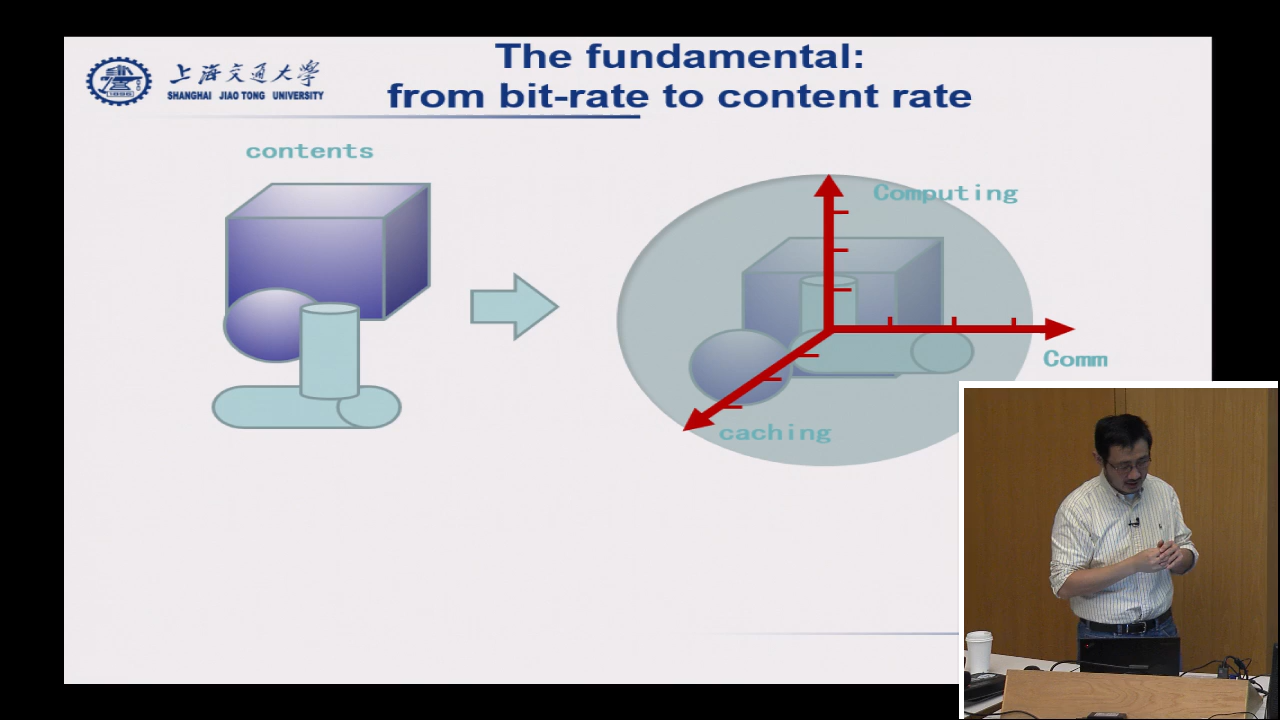 The fundamental:
from bit-rate to content rate
上海交通大学
SHANGHAI JIAO TONG UNIVERSITY
contents
Computing
Comm
caching
1896